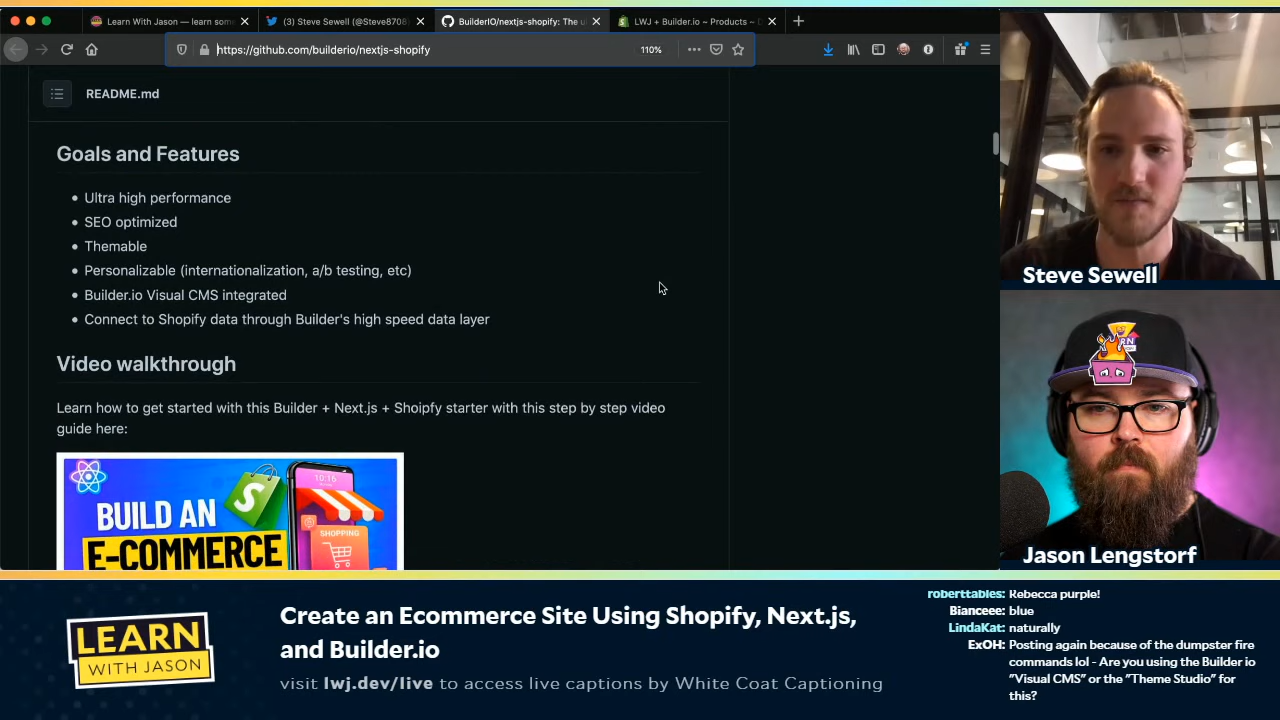 Learn With Jason — learn some
(3) Steve Sewell (@Steve8708
BuilderIO/nextjs-shopify: The u
LWJ + Builder.io ~ Products ~ D
https://github.com/builderio/nextjs-shopify
110%
README.md
Goals and Features
Ultra high performance
SEO optimized
Themable
Personalizable (internationalization, a/b testing, etc)
Builder.io Visual CMS integrated
Connect to Shopify data through Builder's high speed data layer
Video walkthrough
Learn how to get started with this Builder + Next.js + Shoipfy starter with this step by step video
guide here:
BUILD AN
E-COMMERCE
10:15
SHOPPING
Steve Sewell
Jason Lengstorf
LEARN
WITH JASON
Create an Ecommerce Site Using Shopify, Next.js,
and Builder.io
visit lwj.dev/live to access live captions by White Coat Captioning
roberttables: Rebecca purple!
Bianceee: blue
LindaKat: naturally
ExOH: Posting again because of the dumpster fire
commands lol - Are you using the Builder io
"Visual CMS" or the "Theme Studio" for
this?